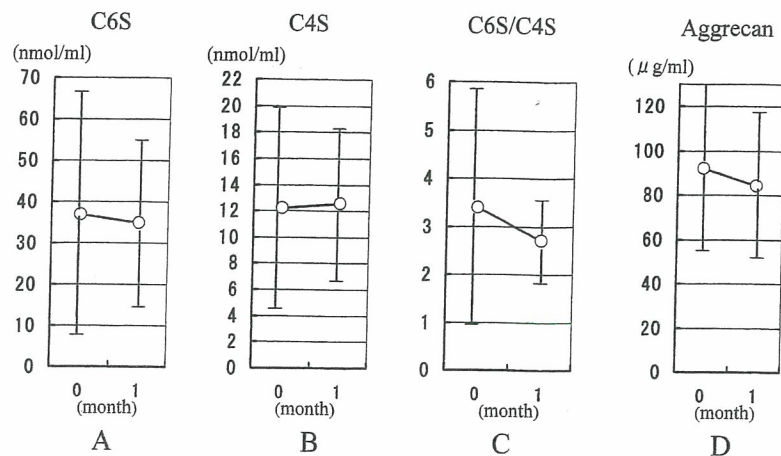 C6S
(nmol/ml)
70
60
50
40
30
20
10
0
0 1
(month)
A
C4S
(nmol/ml)
22
20
18
16
14
12
10
8
6
4
2
0
0 1
(month)
B
C6S/C4S
6
5
4
3
2
1
0
0 1
(month)
C
Aggrecan
(μg/ml)
120
100
80
60
40
20
0
0 1
(month)
D